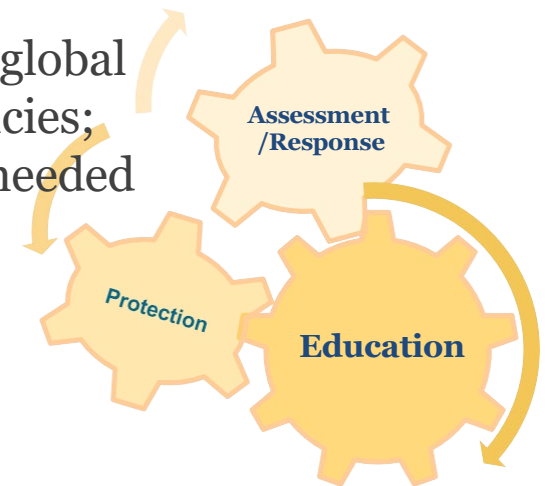 global
cies;
needed
Assessment
/Response
Protection
Education